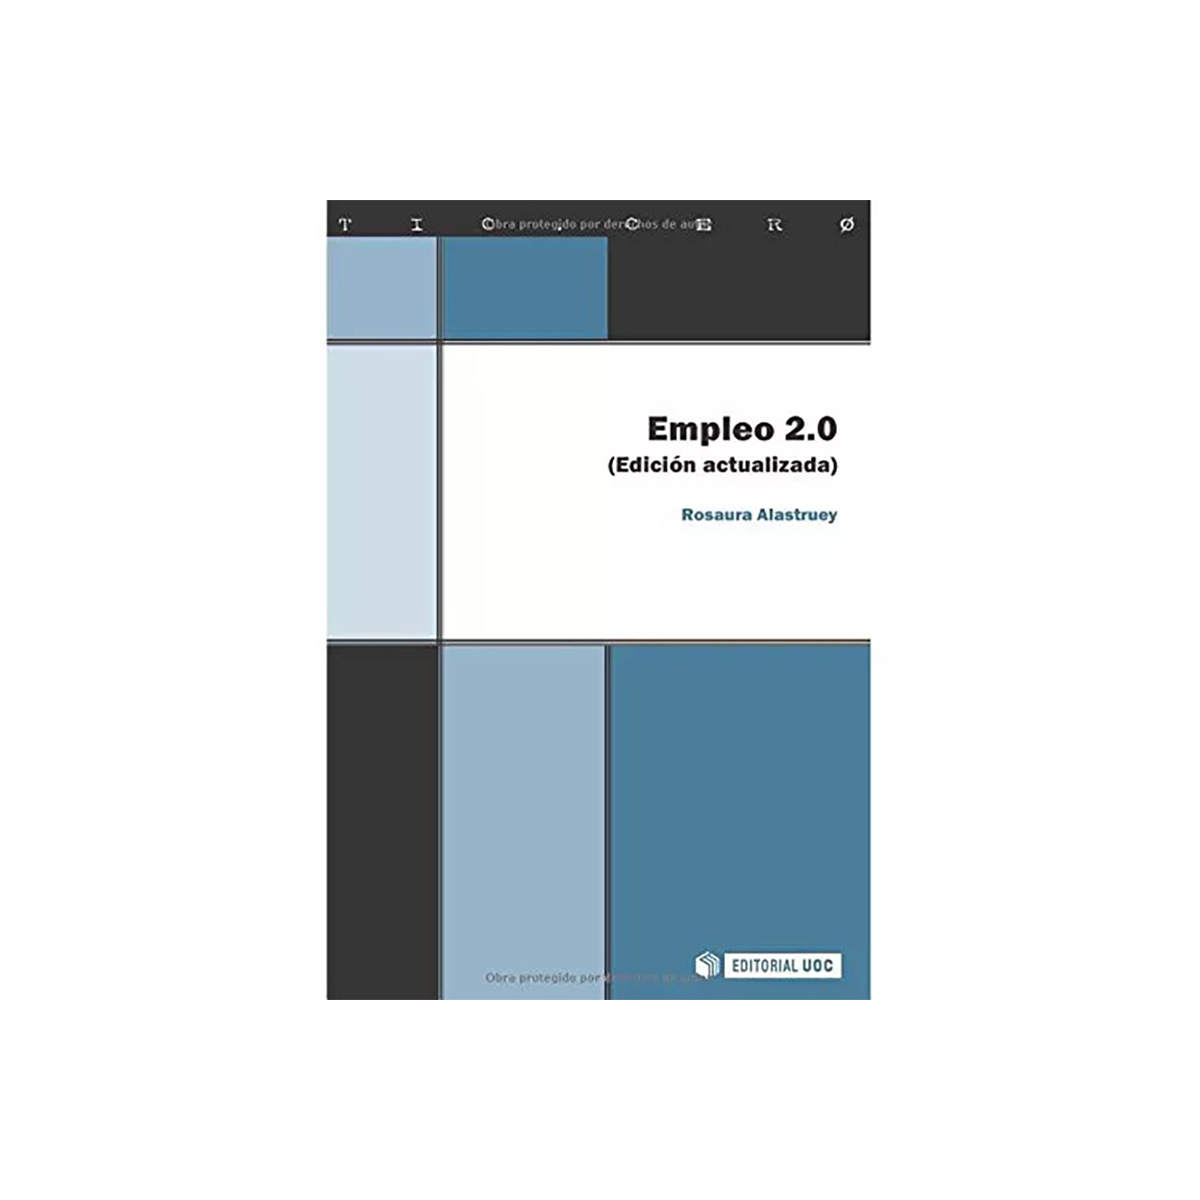 T I C . C E R Ø
Obra protegido por derechos de autor
Empleo 2.0
(Edición actualizada)
Rosaura Alastruey
EDITORIAL UOC
Obra protegido por derechos de autor